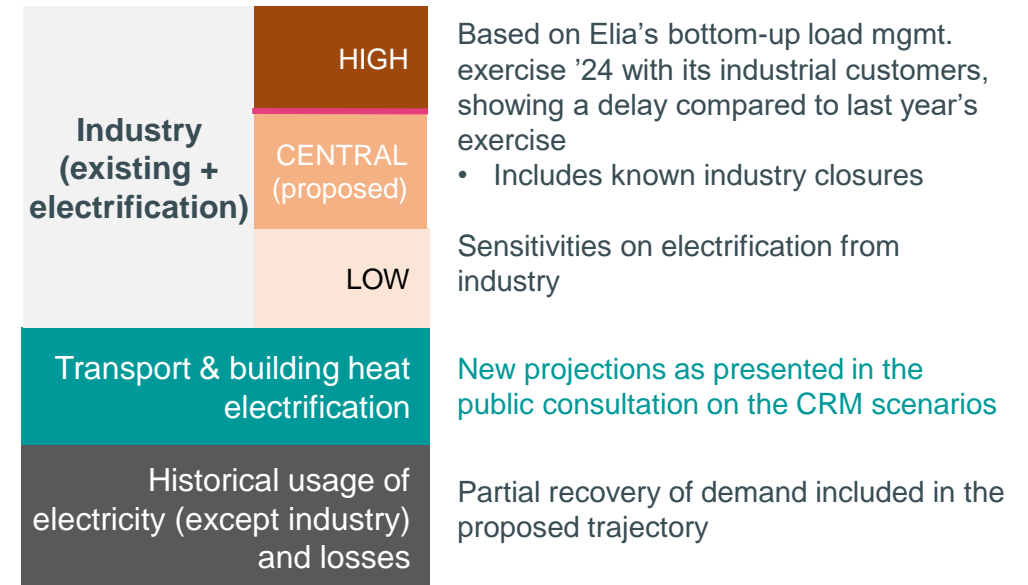 Industry
(existing +
electrification)
HIGH
CENTRAL
(proposed)
LOW
Based on Elia’s bottom-up load mgmt.
exercise ’24 with its industrial customers,
showing a delay compared to last year’s
exercise
• Includes known industry closures
Sensitivities on electrification from
industry
Transport & building heat
electrification
New projections as presented in the
public consultation on the CRM scenarios
Historical usage of
electricity (except industry)
and losses
Partial recovery of demand included in the
proposed trajectory